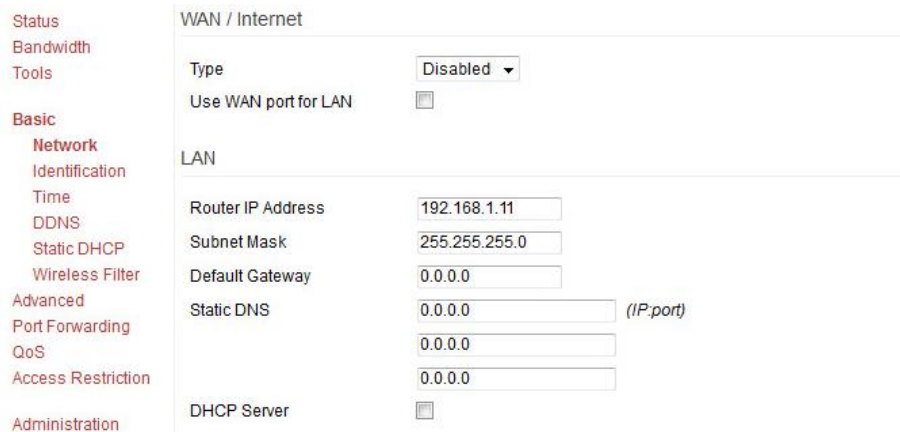 Status
Bandwidth
Tools
Basic
Network
Identification
Time
DDNS
Static DHCP
Wireless Filter
Advanced
Port Forwarding
QoS
Access Restriction
Administration
WAN / Internet
Type Disabled
Use WAN port for LAN
LAN
Router IP Address 192.168.1.11
Subnet Mask 255.255.255.0
Default Gateway 0.0.0.0
Static DNS 0.0.0.0 (IP:port)
0.0.0.0
0.0.0.0
DHCP Server